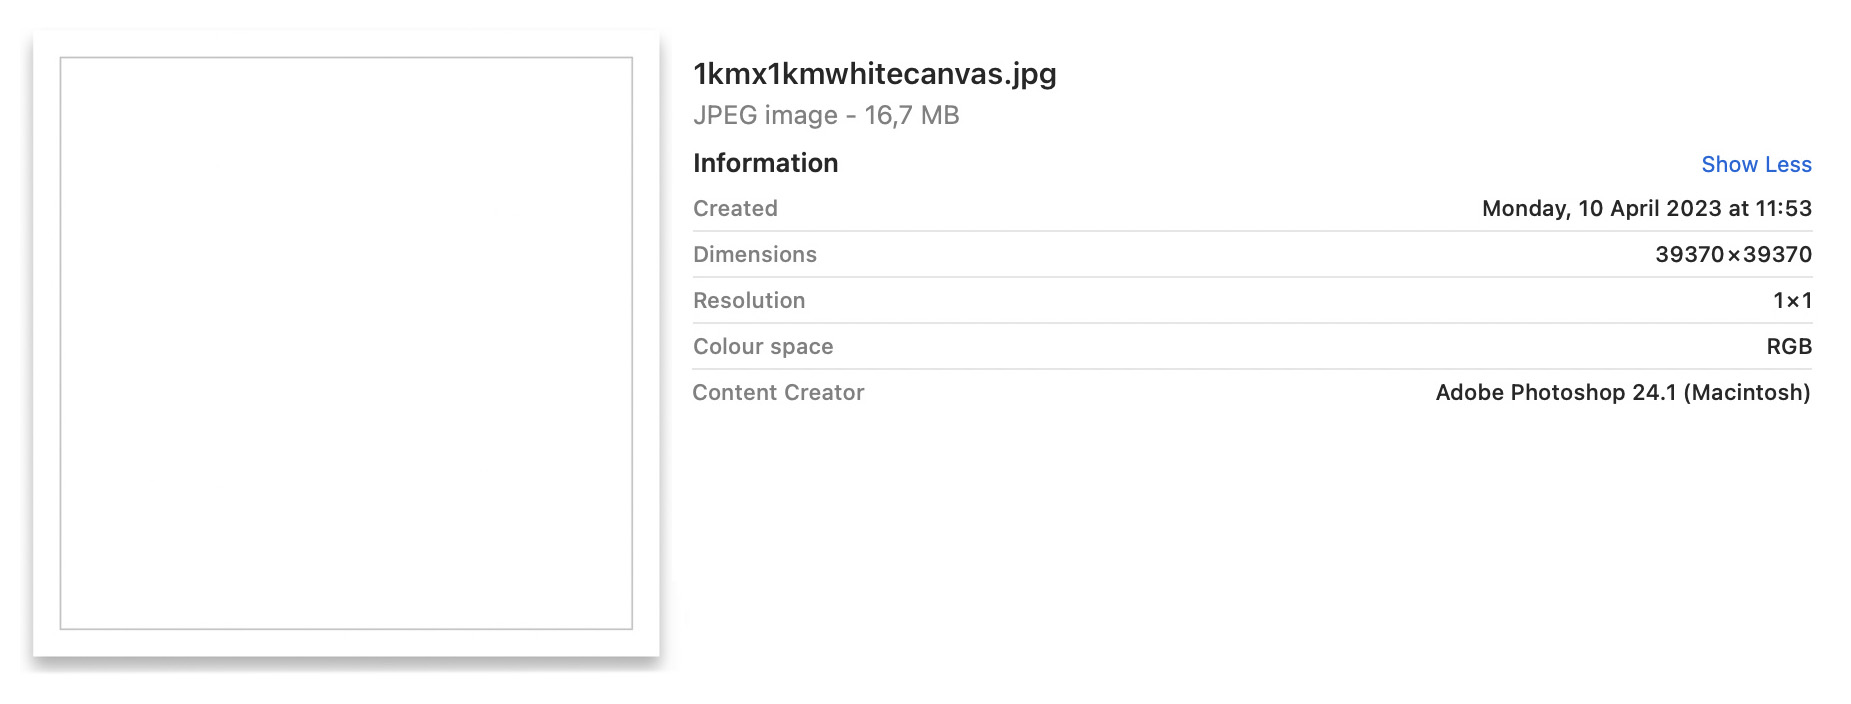 1kmx1kmwhitecanvas.jpg
JPEG image - 16,7 MB
Information Show Less
Created Monday, 10 April 2023 at 11:53
Dimensions 39370×39370
Resolution 1×1
Colour space RGB
Content Creator Adobe Photoshop 24.1 (Macintosh)